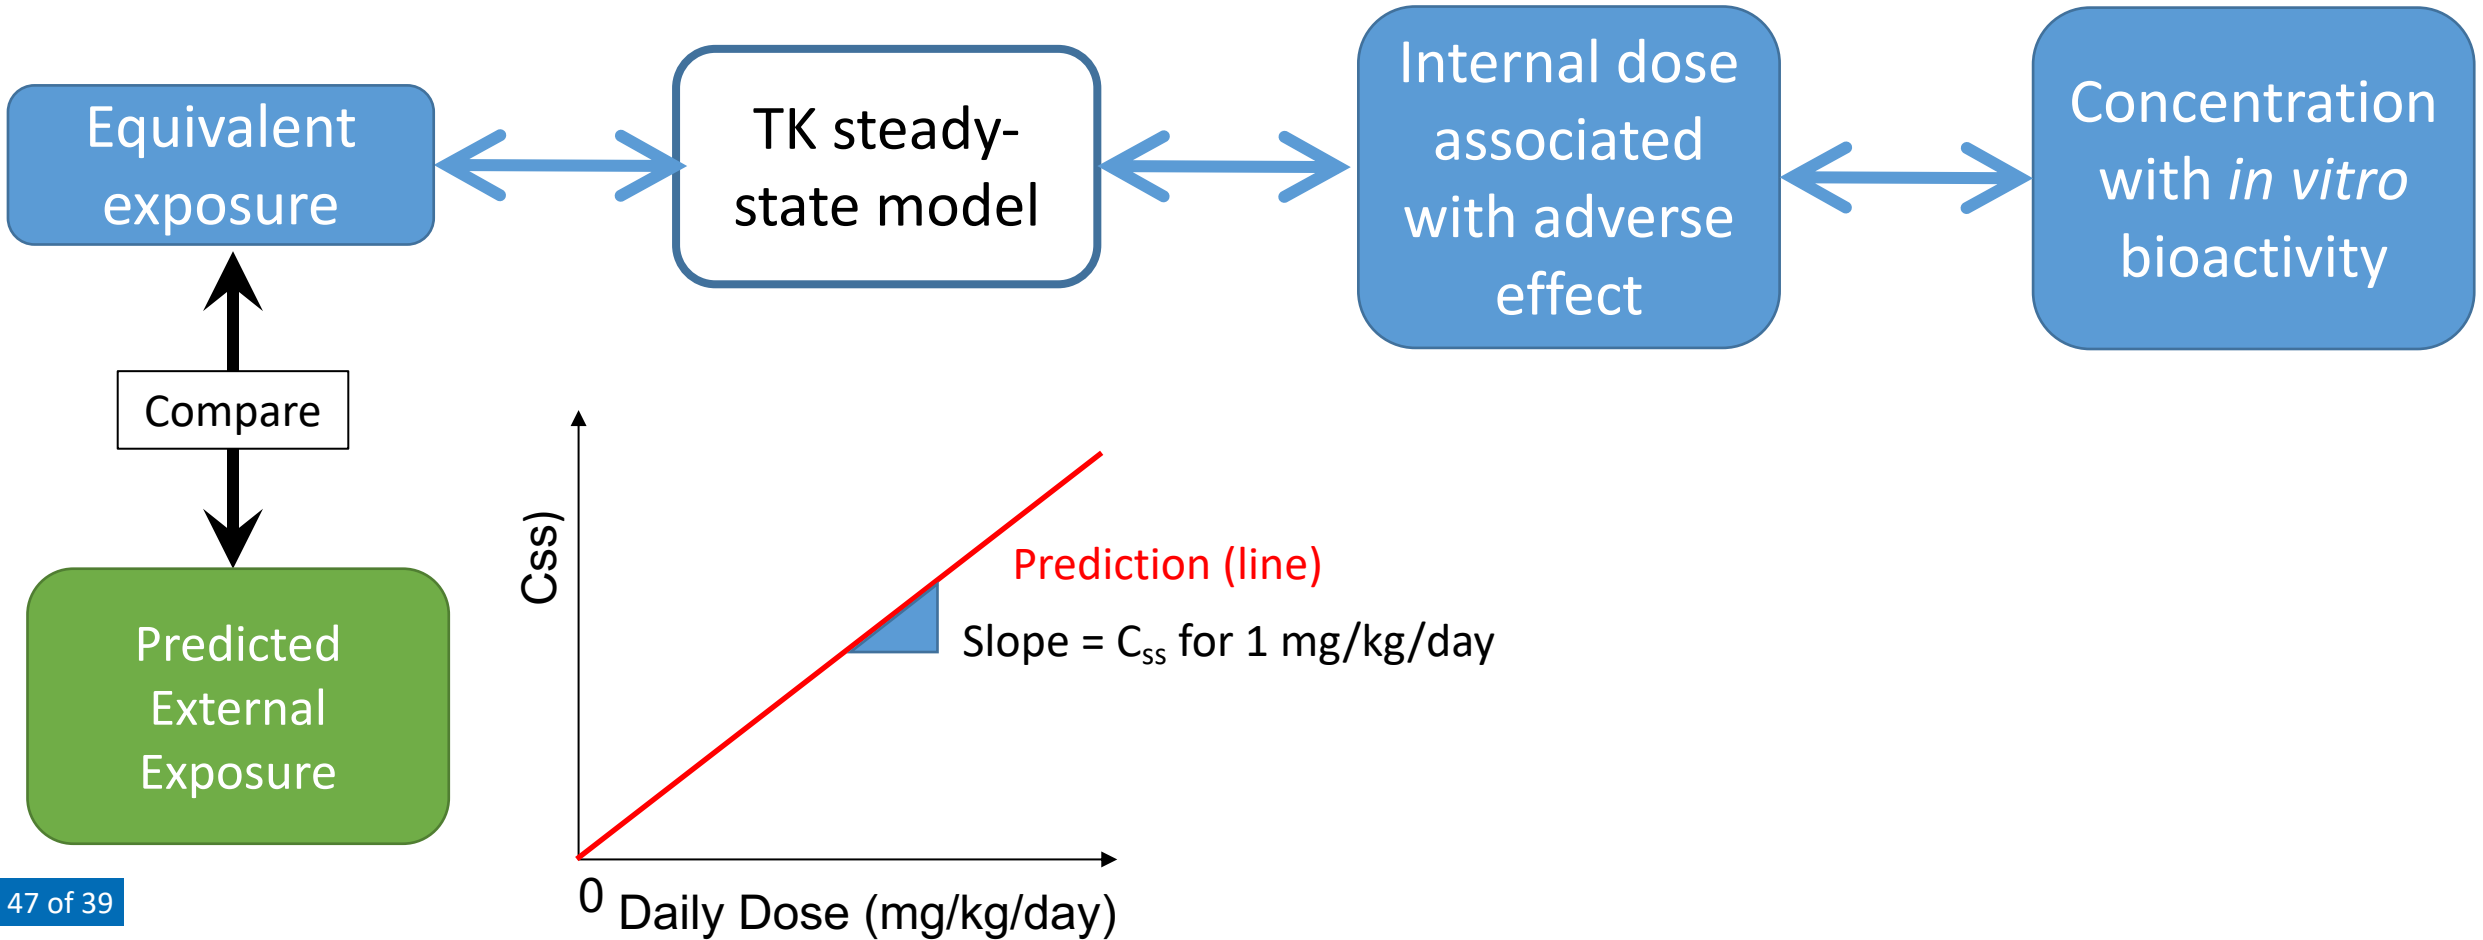 Equivalent
exposure
TK steady-
state model
Internal dose
associated
with adverse
effect
Concentration
with in vitro
bioactivity
Compare
Predicted
External
Exposure
Css)
Prediction (line)
Slope = Css for 1 mg/kg/day
0
Daily Dose (mg/kg/day)
47 of 39